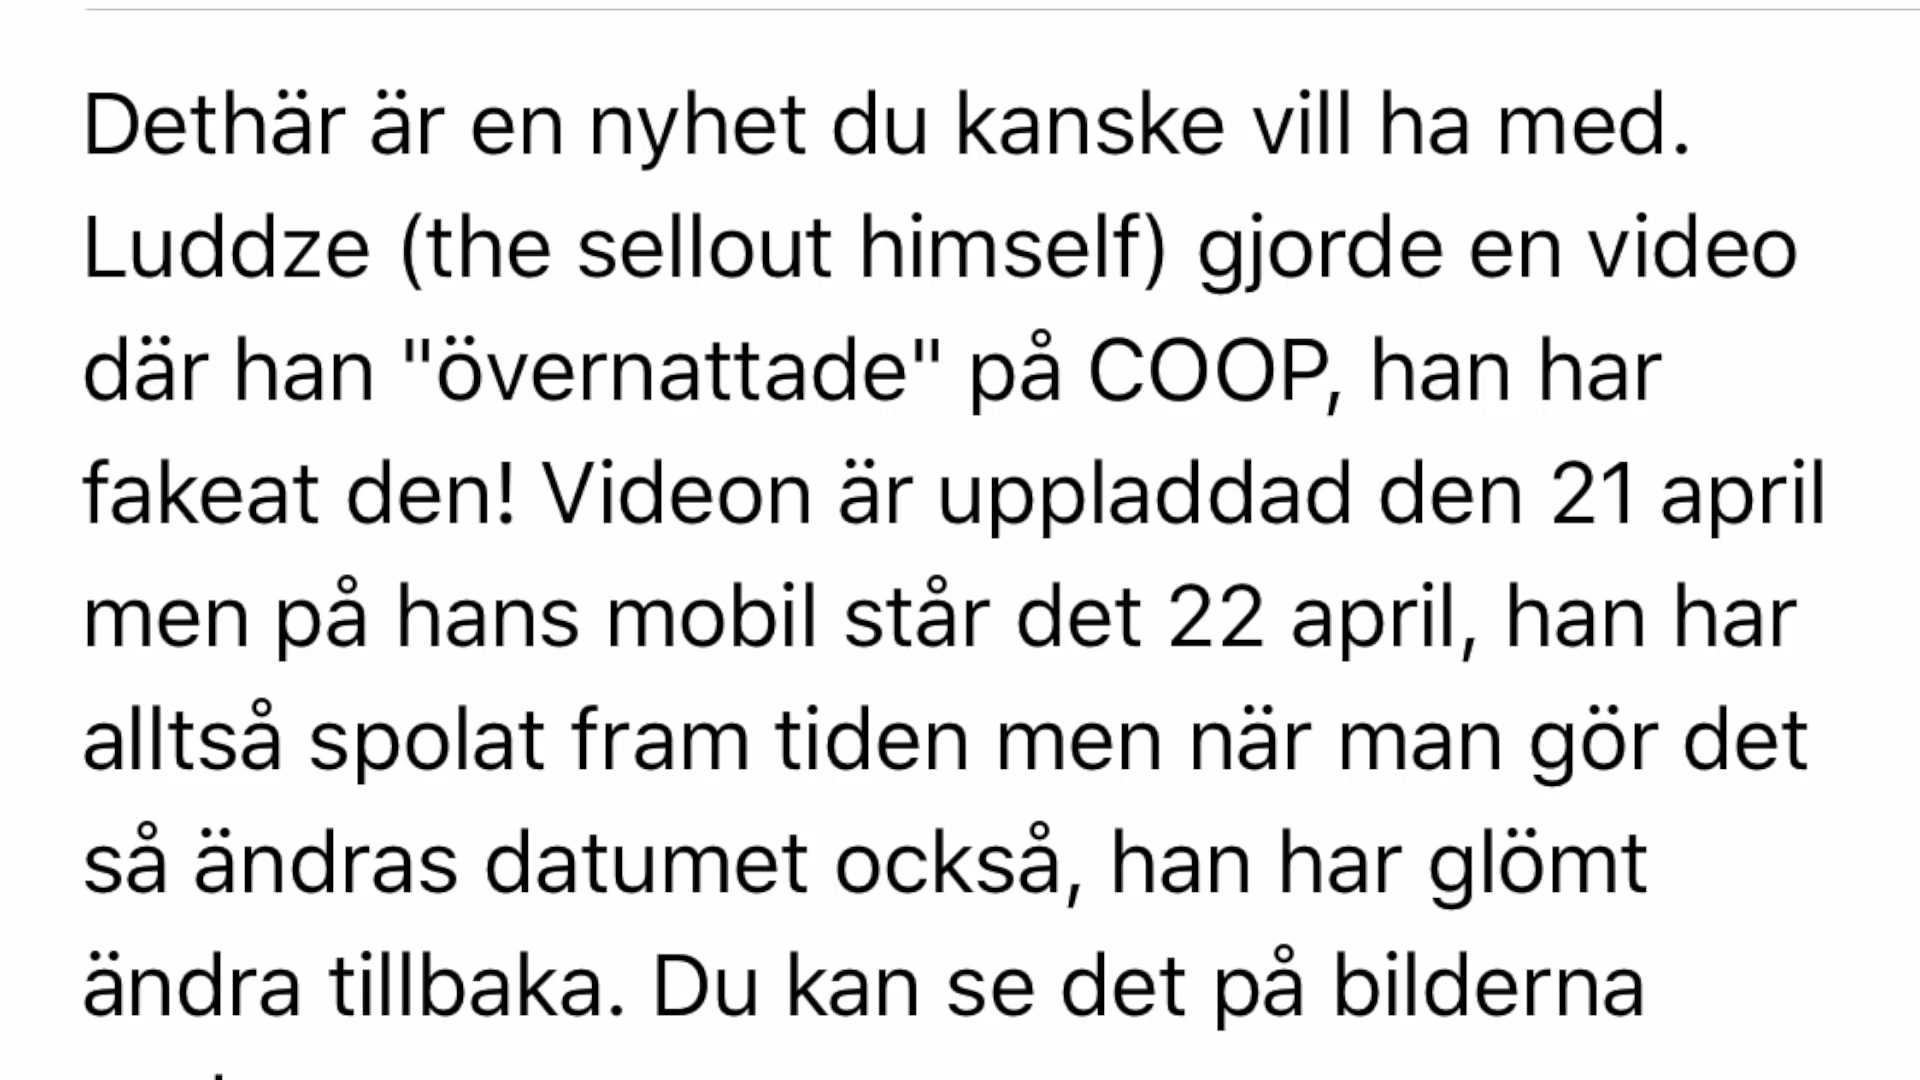 Dethär är en nyhet du kanske vill ha med.
Luddze (the sellout himself) gjorde en video
där han "övernattade" på COOP, han har
fakeat den! Videon är uppladdad den 21 april
men på hans mobil står det 22 april, han har
alltså spolat fram tiden men när man gör det
så ändras datumet också, han har glömt
ändra tillbaka. Du kan se det på bilderna